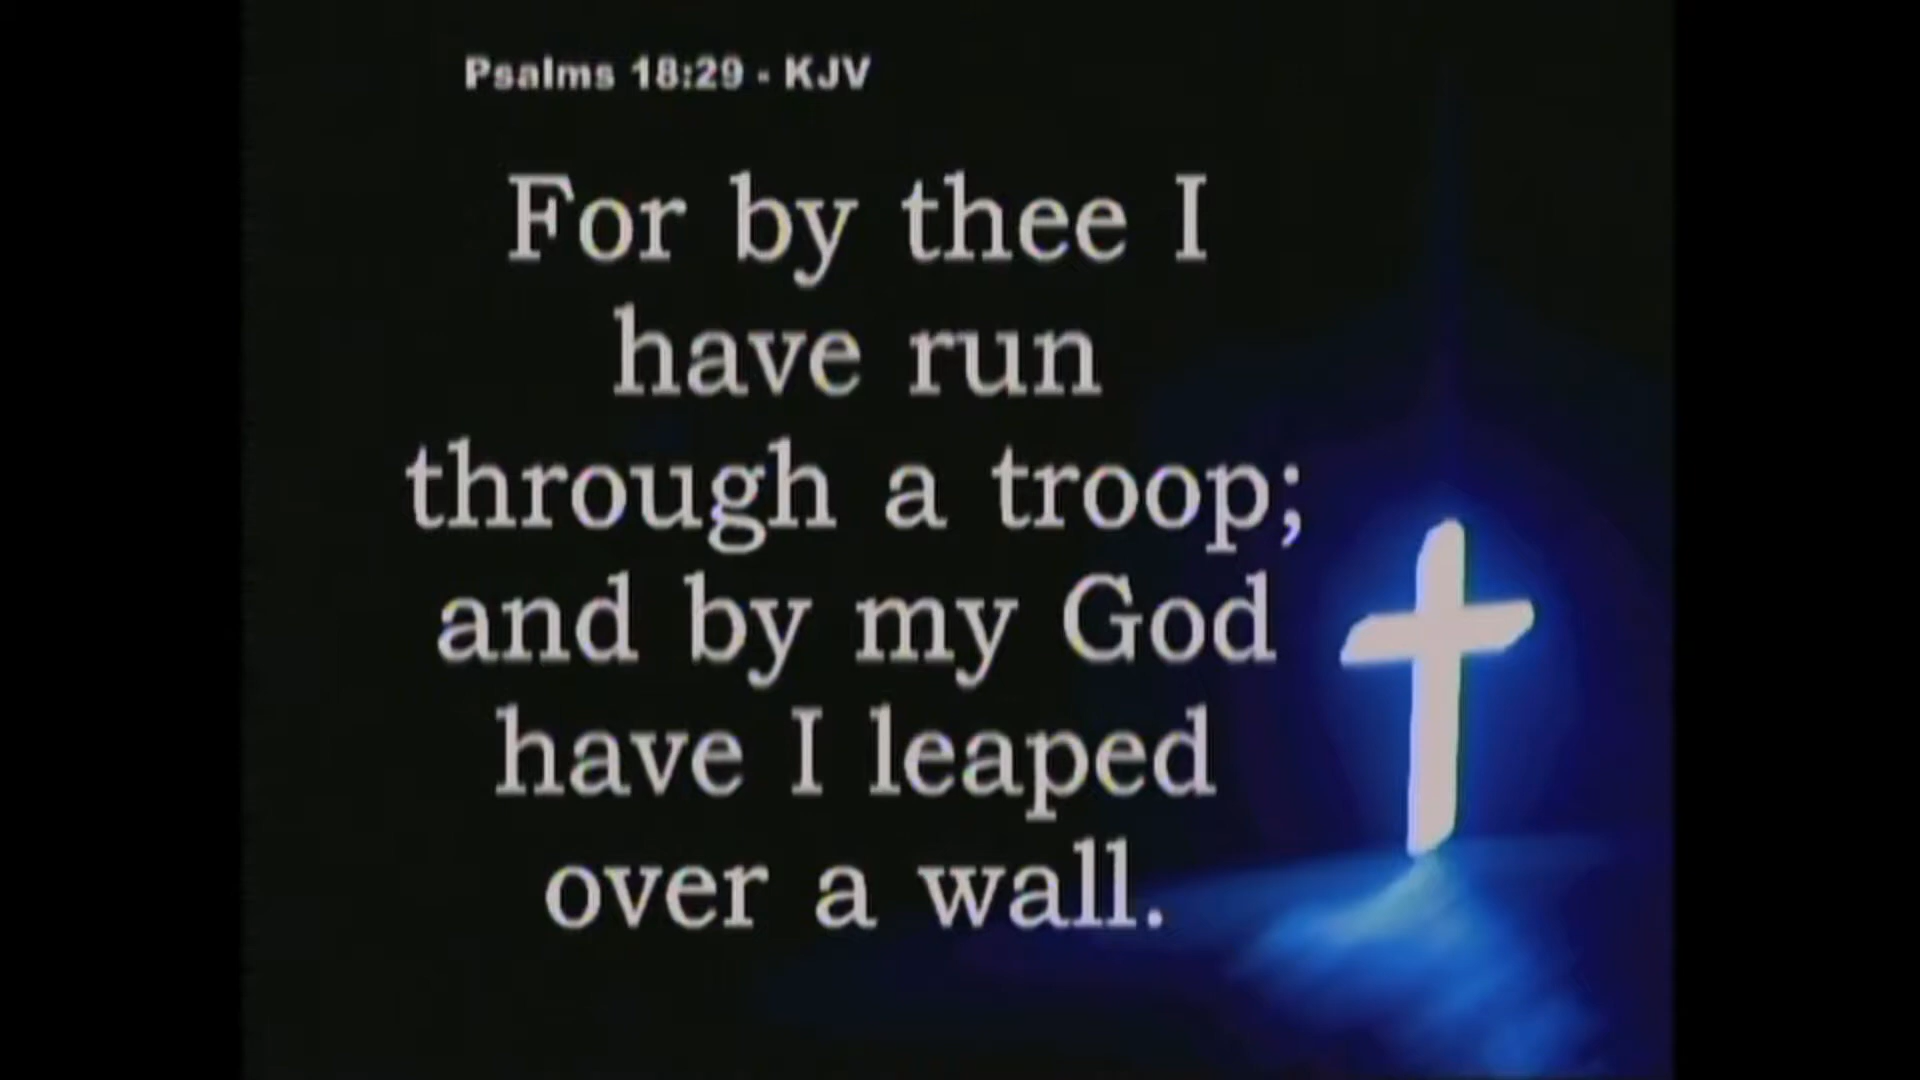 Psalms 18:29 - KJV
For by thee I
have run
through a troop;
and by my God
have I leaped
over a wall.